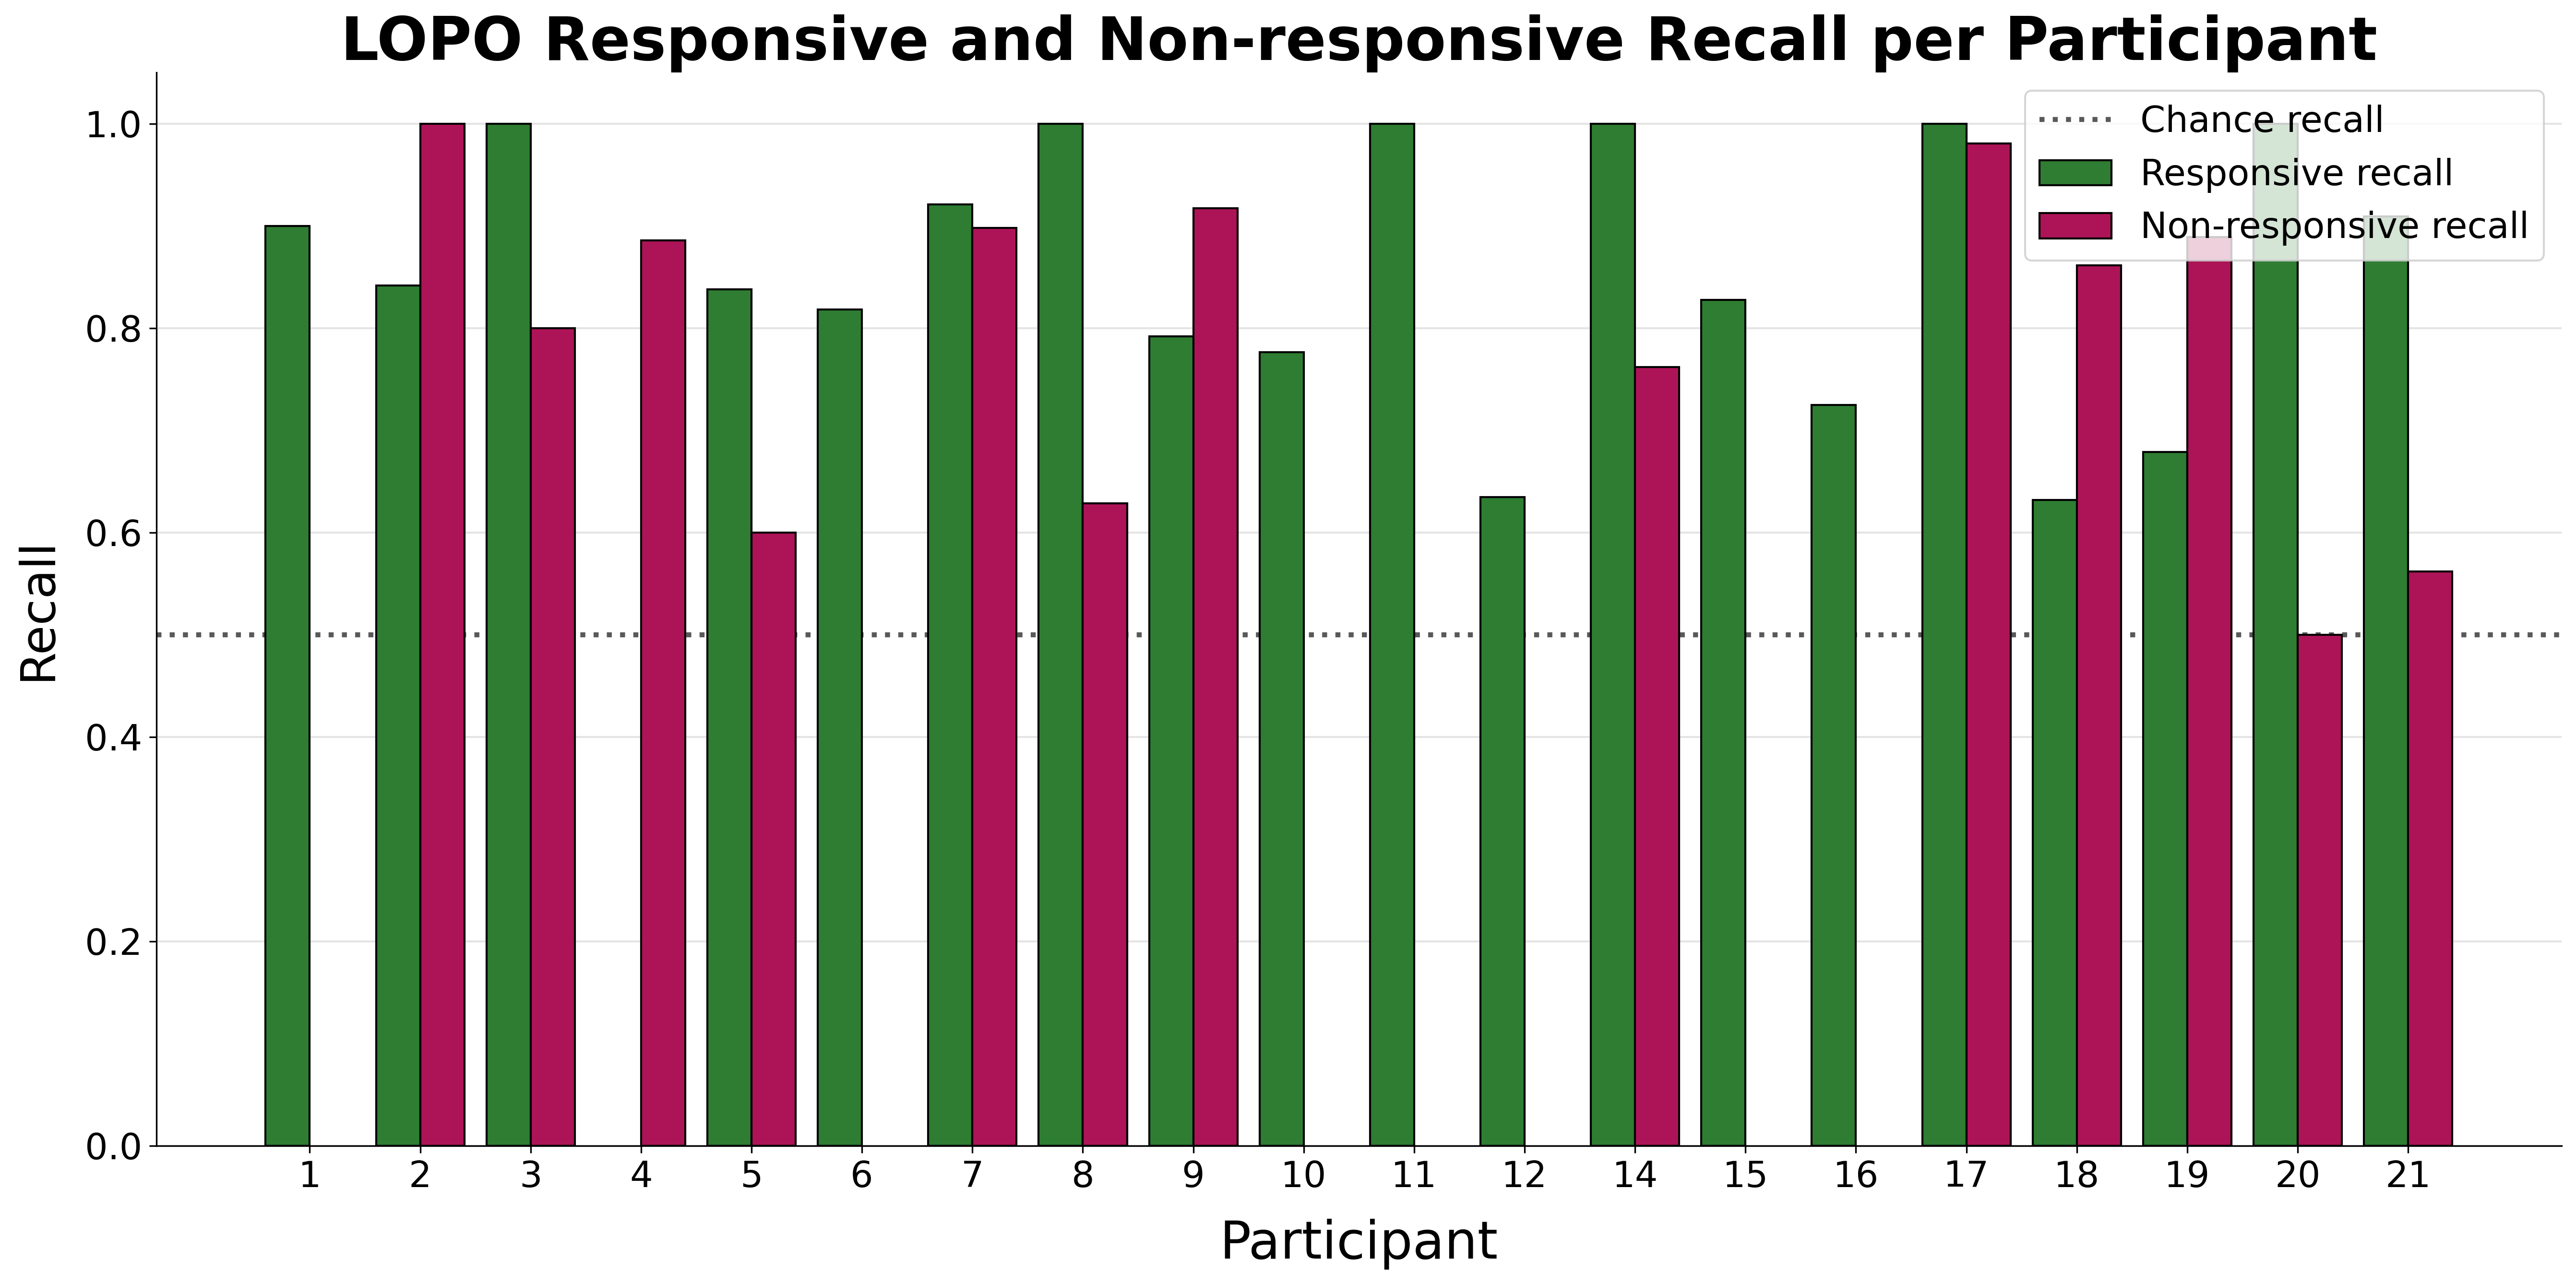 LOPO Responsive and Non-responsive Recall per Participant
Chance recall
Responsive recall
Non-responsive recall
Recall
1.0
0.8
0.6
0.4
0.2
0.0
1 2 3 4 5 6 7 8 9 10 11 12 14 15 16 17 18 19 20 21
Participant